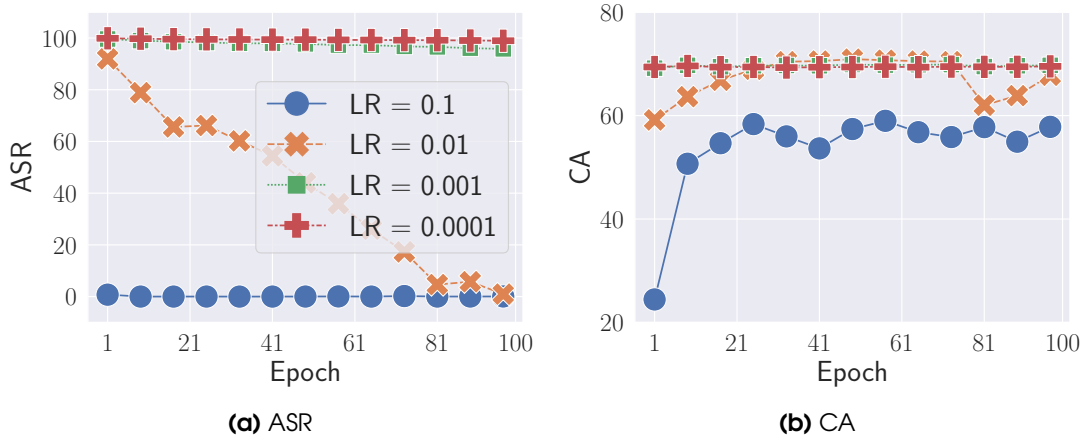 100
80
60
40
20
0
ASR
LR = 0.1
LR = 0.01
LR = 0.001
LR = 0.0001
1 21 41 61 81 100
Epoch
(a) ASR
80
60
40
20
CA
1 21 41 61 81 100
Epoch
(b) CA